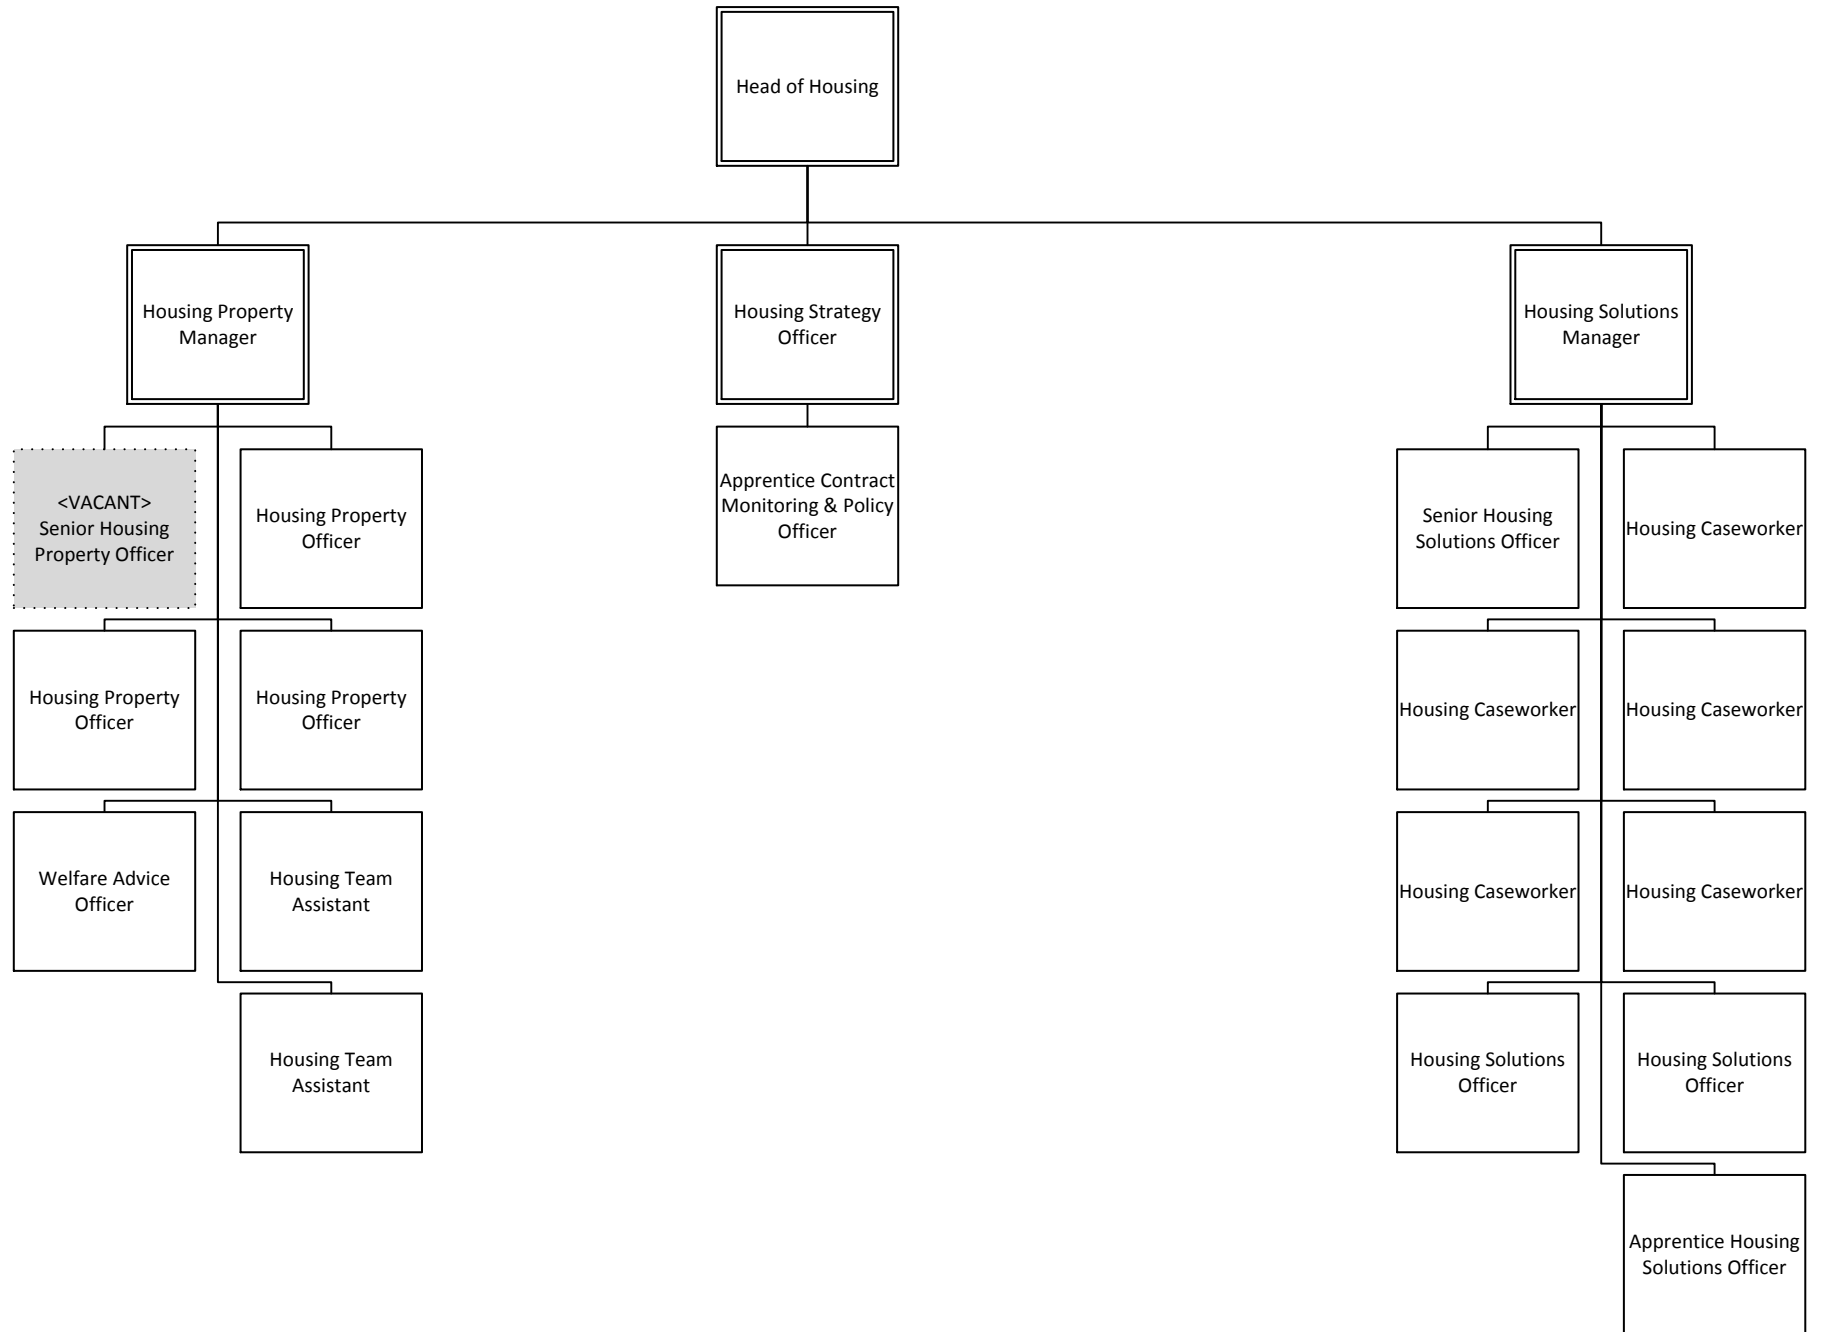 Head of Housing
Housing Property
Manager
Housing Strategy
Officer
Housing Solutions
Manager
<VACANT>
Senior Housing
Property Officer
Housing Property
Officer
Apprentice Contract
Monitoring & Policy
Officer
Senior Housing
Solutions Officer
Housing Caseworker
Housing Property
Officer
Housing Property
Officer
Housing Caseworker
Housing Caseworker
Welfare Advice
Officer
Housing Team
Assistant
Housing Caseworker
Housing Caseworker
Housing Team
Assistant
Housing Solutions
Officer
Housing Solutions
Officer
Apprentice Housing
Solutions Officer